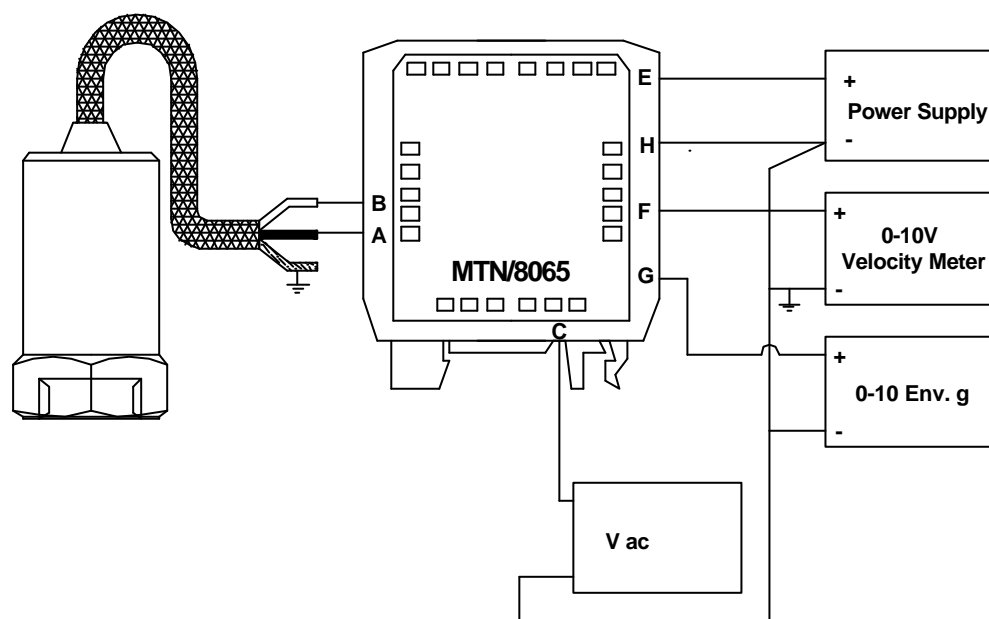 E
+
Power Supply
H
-
B
A
F
+
0-10V
Velocity Meter
-
MTN/8065
G
C
+
0-10 Env. g
-
V ac